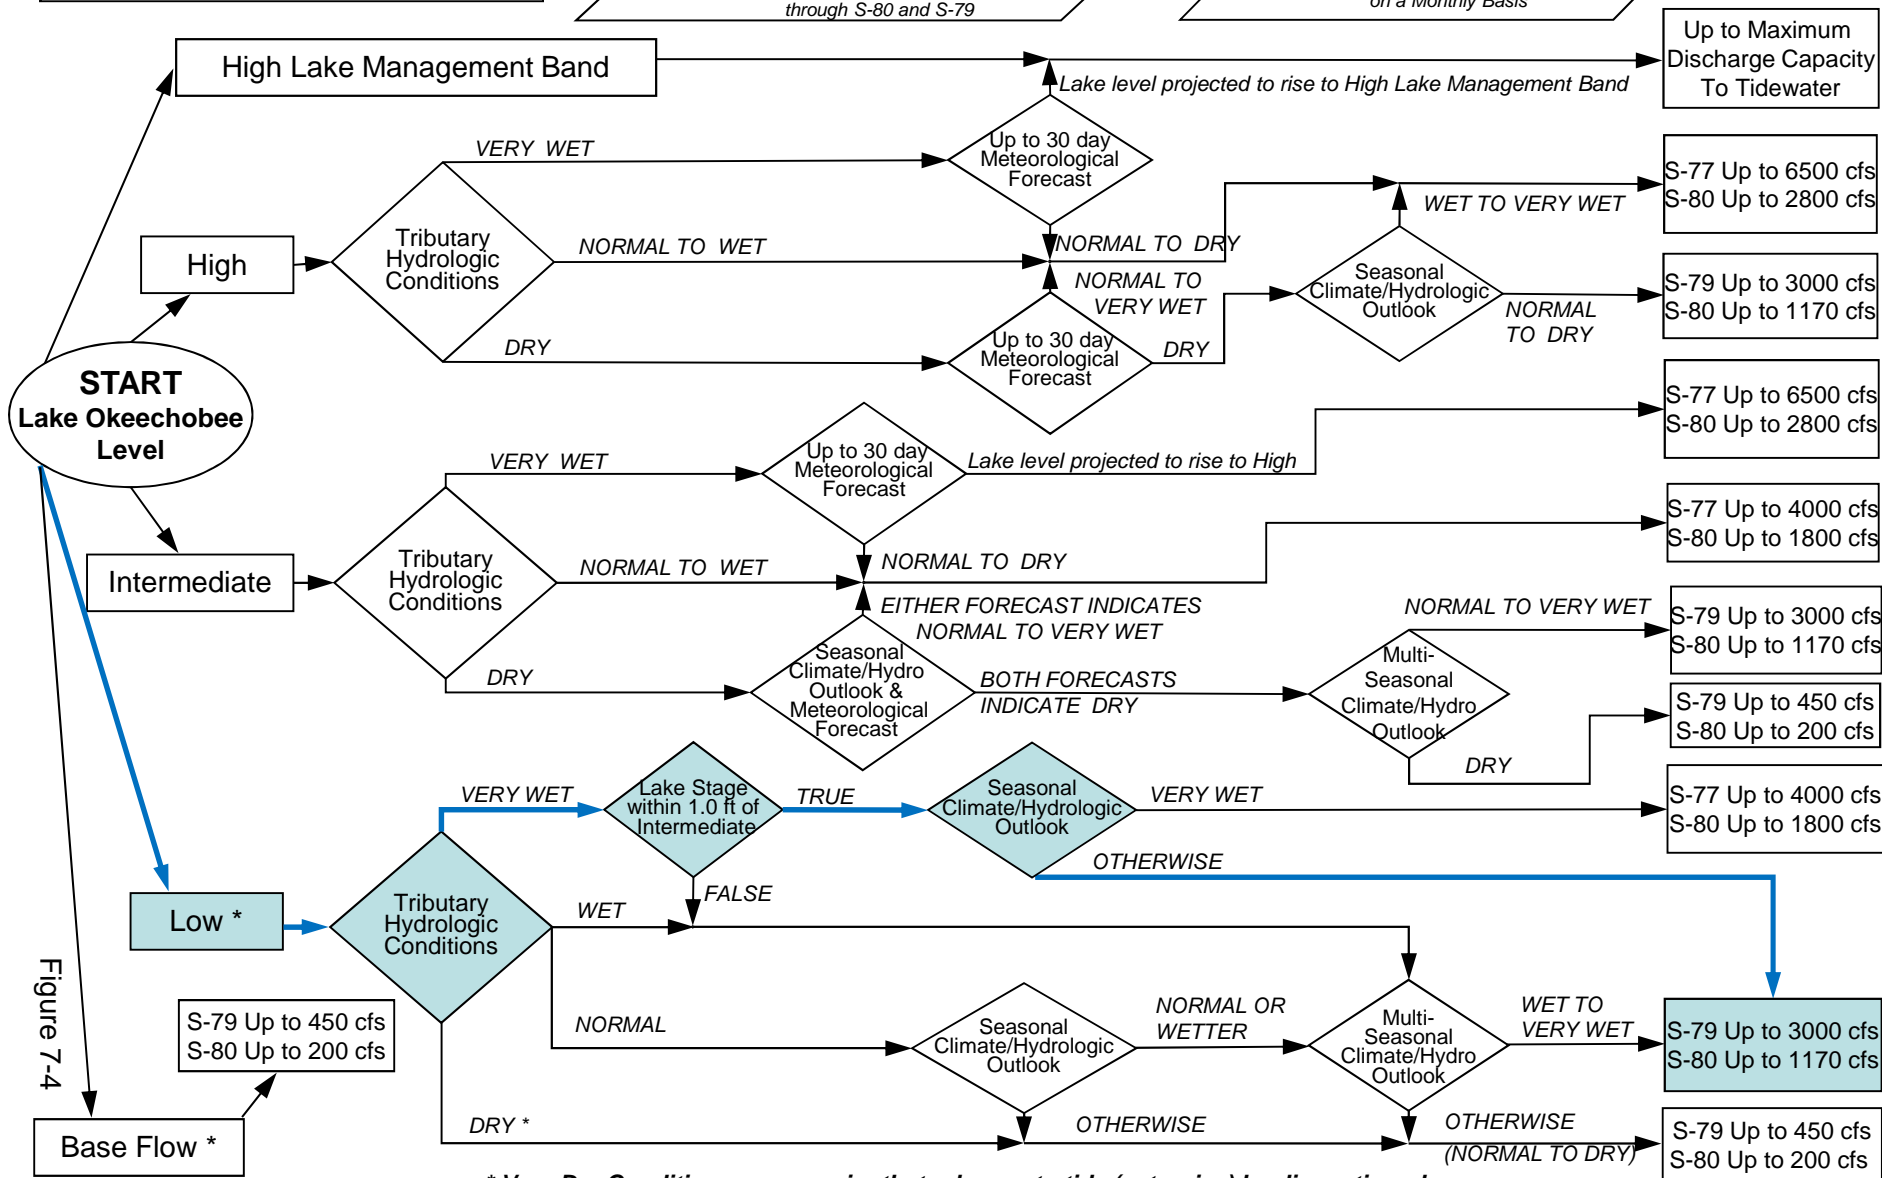 through S-80 and S-79
on a Monthly Basis
Up to Maximum
Discharge Capacity
To Tidewater
High Lake Management Band
Lake level projected to rise to High Lake Management Band
VERY WET
Up to 30 day
Meteorological
Forecast
S-77 Up to 6500 cfs
S-80 Up to 2800 cfs
WET TO VERY WET
High
Tributary
Hydrologic
Conditions
NORMAL TO WET
NORMAL TO DRY
NORMAL TO
VERY WET
Seasonal
Climate/Hydrologic
Outlook
NORMAL
TO DRY
S-79 Up to 3000 cfs
S-80 Up to 1170 cfs
DRY
Up to 30 day
Meteorological
Forecast
DRY
START
Lake Okeechobee
Level
S-77 Up to 6500 cfs
S-80 Up to 2800 cfs
VERY WET
Up to 30 day
Meteorological
Forecast
Lake level projected to rise to High
Intermediate
Tributary
Hydrologic
Conditions
NORMAL TO WET
NORMAL TO DRY
S-77 Up to 4000 cfs
S-80 Up to 1800 cfs
EITHER FORECAST INDICATES
NORMAL TO VERY WET
DRY
Seasonal
Climate/Hydro
Outlook &
Meteorological
Forecast
BOTH FORECASTS
INDICATE DRY
Multi-
Seasonal
Climate/Hydro
Outlook
NORMAL TO VERY WET
S-79 Up to 3000 cfs
S-80 Up to 1170 cfs
DRY
S-79 Up to 450 cfs
S-80 Up to 200 cfs
VERY WET
Lake Stage
within 1.0 ft of
Intermediate
TRUE
Seasonal
Climate/Hydrologic
Outlook
VERY WET
S-77 Up to 4000 cfs
S-80 Up to 1800 cfs
OTHERWISE
FALSE
Low *
Tributary
Hydrologic
Conditions
WET
NORMAL
Seasonal
Climate/Hydrologic
Outlook
NORMAL OR
WETTER
Multi-
Seasonal
Climate/Hydro
Outlook
WET TO
VERY WET
S-79 Up to 3000 cfs
S-80 Up to 1170 cfs
Figure 7-4
S-79 Up to 450 cfs
S-80 Up to 200 cfs
Base Flow *
DRY *
OTHERWISE
OTHERWISE
(NORMAL TO DRY)
S-79 Up to 450 cfs
S-80 Up to 200 cfs